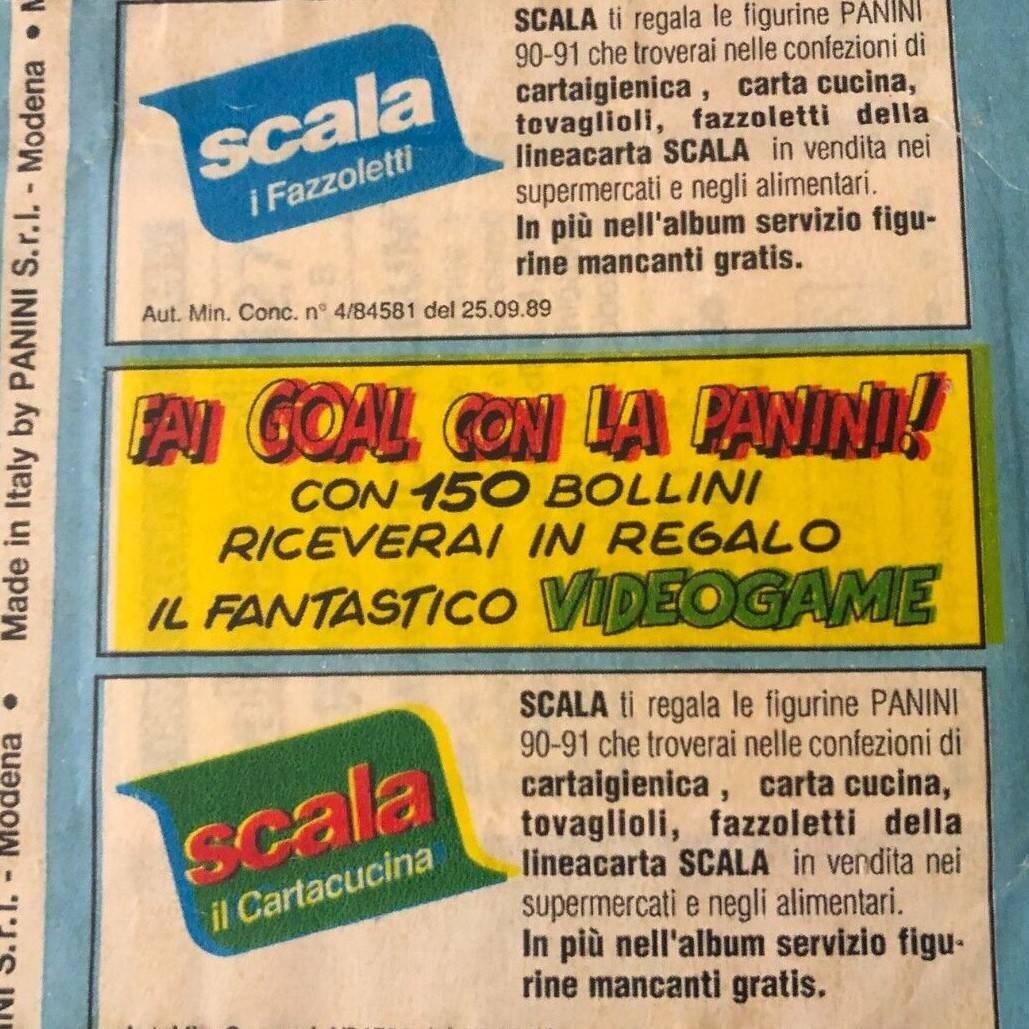 SCALA ti regala le figurine PANINI
90-91 che troverai nelle confezioni di
cartaigienica , carta cucina,
tovaglioli, fazzoletti della
lineacarta SCALA in vendita nei
supermercati e negli alimentari.
In più nell'album servizio figu-
rine mancanti gratis.
scala
i Fazzoletti
Aut. Min. Conc. n° 4/84581 del 25.09.89
FAI GOAL CON LA PANINI!
CON 150 BOLLINI
RICEVERAI IN REGALO
IL FANTASTICO VIDEOGAME
SCALA ti regala le figurine PANINI
90-91 che troverai nelle confezioni di
cartaigienica , carta cucina,
tovaglioli, fazzoletti della
lineacarta SCALA in vendita nei
supermercati e negli alimentari.
In più nell'album servizio figu-
rine mancanti gratis.
scala
il Cartacucina
Made in Italy by PANINI S.r.l. - Modena •
S.r.l. - Modena •